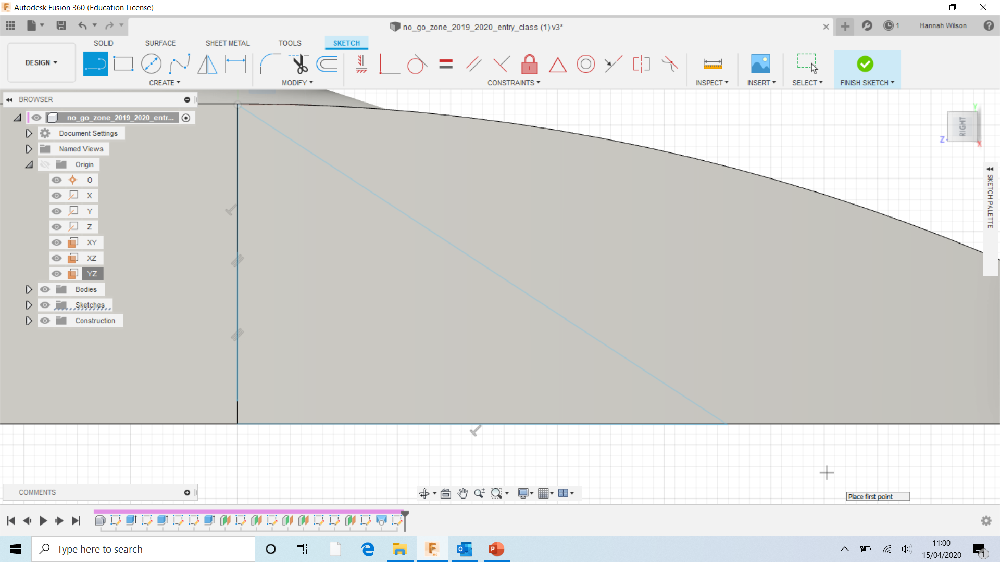 Autodesk Fusion 360 (Education License)
no_go_zone_2019_2020_entry_class (1) v3*
1
Hannah Wilson
SOLID SURFACE SHEET METAL TOOLS SKETCH
DESIGN
CREATE MODIFY CONSTRAINTS INSPECT INSERT SELECT FINISH SKETCH
BROWSER
no_go_zone_2019_2020_entr...
Document Settings
Named Views
Origin
O
X
Y
Z
XY
XZ
YZ
Bodies
Sketches
Construction
Y
RIGHT
Z
X
SKETCH PALETTE
COMMENTS
Place first point
Type here to search
11:00
15/04/2020
1